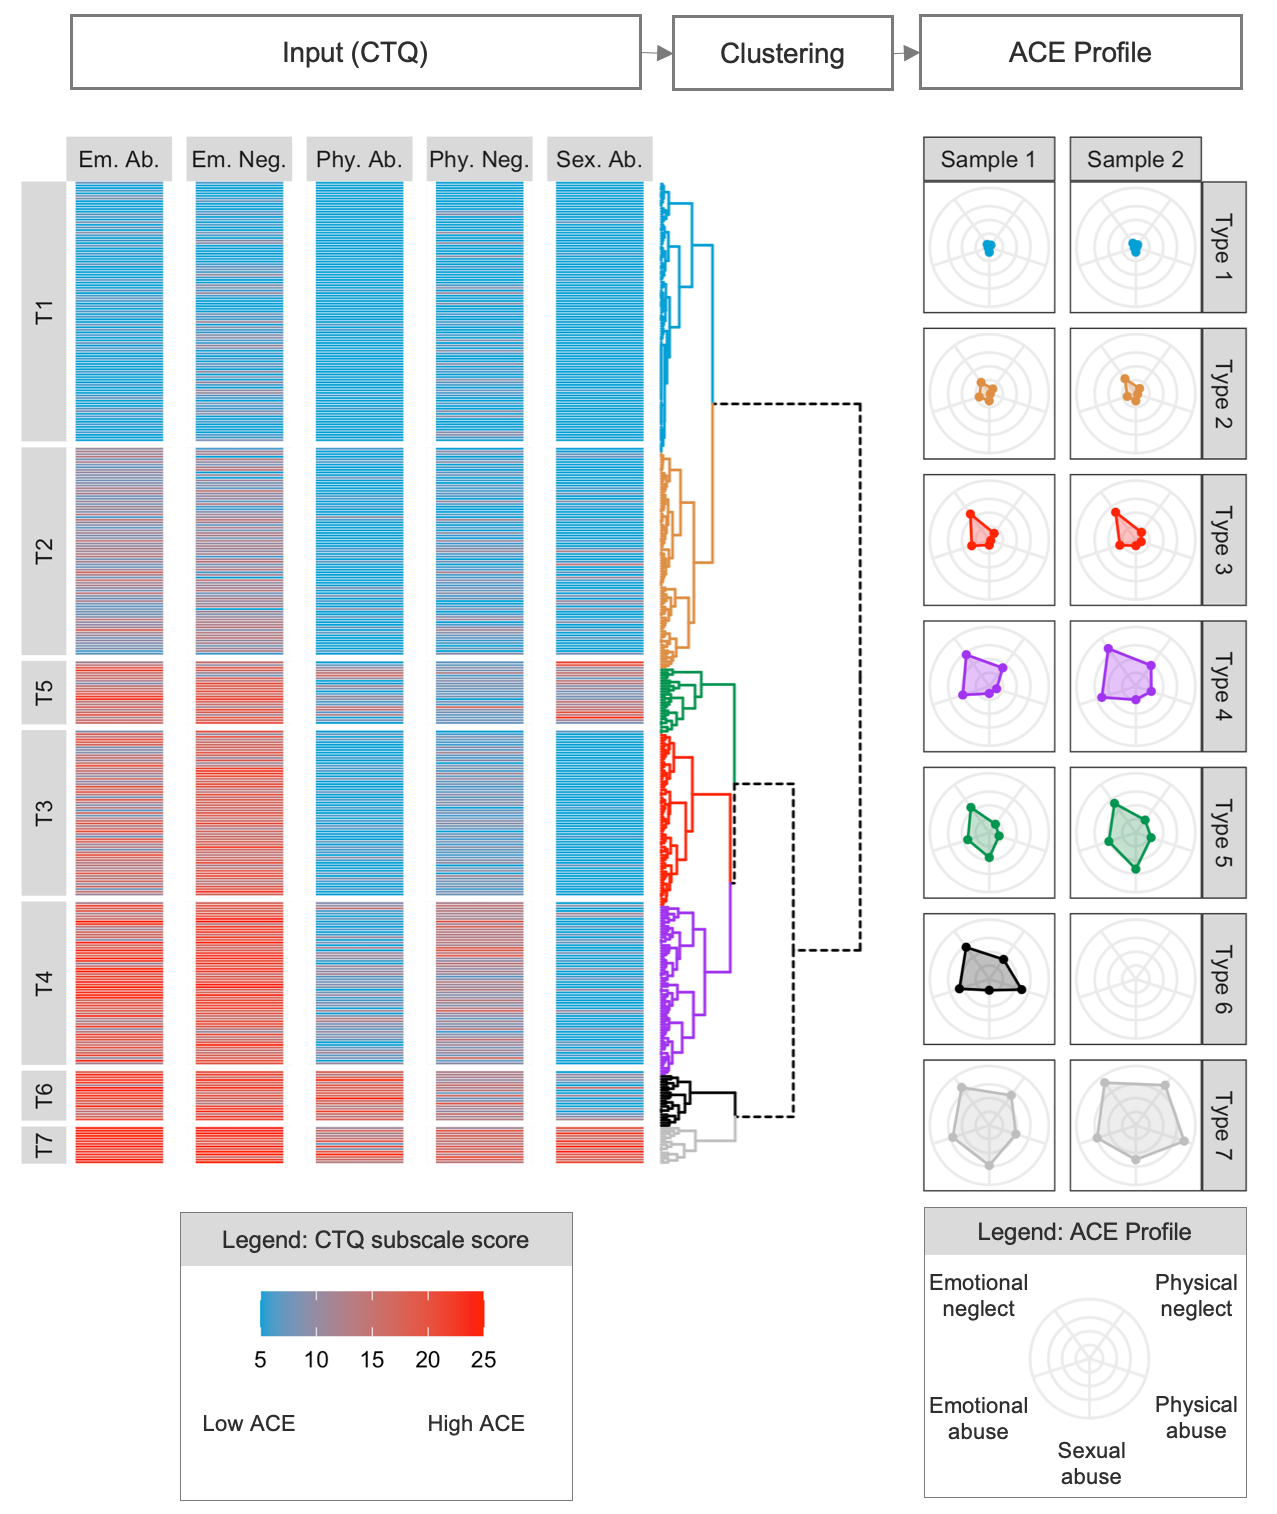 Input (CTQ)
Clustering
ACE Profile
Em. Ab.
Em. Neg.
Phy. Ab.
Phy. Neg.
Sex. Ab.
Sample 1
Sample 2
T1
T2
T5
T3
T4
T6
T7
Type 1
Type 2
Type 3
Type 4
Type 5
Type 6
Type 7
Legend: CTQ subscale score
5 10 15 20 25
Low ACE
High ACE
Legend: ACE Profile
Emotional
neglect
Physical
neglect
Emotional
abuse
Physical
abuse
Sexual
abuse